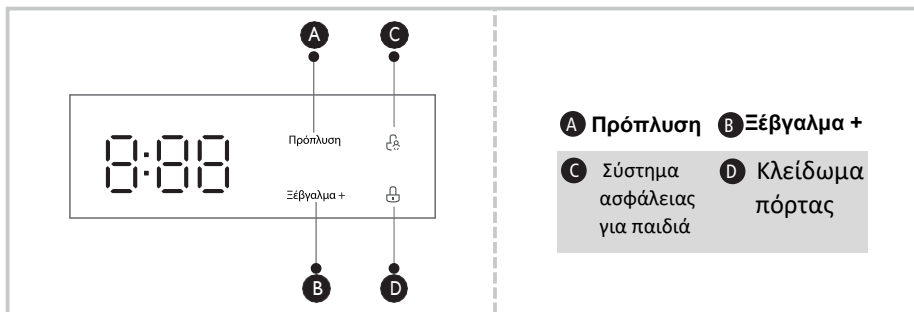 A C
8:88
Πρόπλυση
Ξέβγαλμα +
B D
A Πρόπλυση B Ξέβγαλμα +
C Σύστημα
ασφάλειας
για παιδιά
D Κλείδωμα
πόρτας